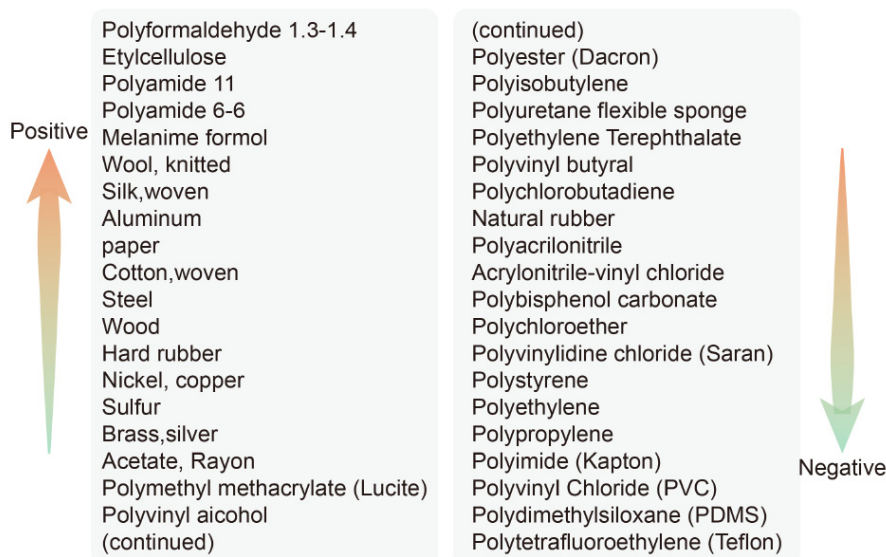 Positive
Polyformaldehyde 1.3-1.4
Etylcellulose
Polyamide 11
Polyamide 6-6
Melanime formol
Wool, knitted
Silk,woven
Aluminum
paper
Cotton,woven
Steel
Wood
Hard rubber
Nickel, copper
Sulfur
Brass,silver
Acetate, Rayon
Polymethyl methacrylate (Lucite)
Polyvinyl aicohol
(continued)
(continued)
Polyester (Dacron)
Polyisobutylene
Polyuretane flexible sponge
Polyethylene Terephthalate
Polyvinyl butyral
Polychlorobutadiene
Natural rubber
Polyacrilonitrile
Acrylonitrile-vinyl chloride
Polybisphenol carbonate
Polychloroether
Polyvinylidine chloride (Saran)
Polystyrene
Polyethylene
Polypropylene
Polyimide (Kapton)
Polyvinyl Chloride (PVC)
Polydimethylsiloxane (PDMS)
Polytetrafluoroethylene (Teflon)
Negative